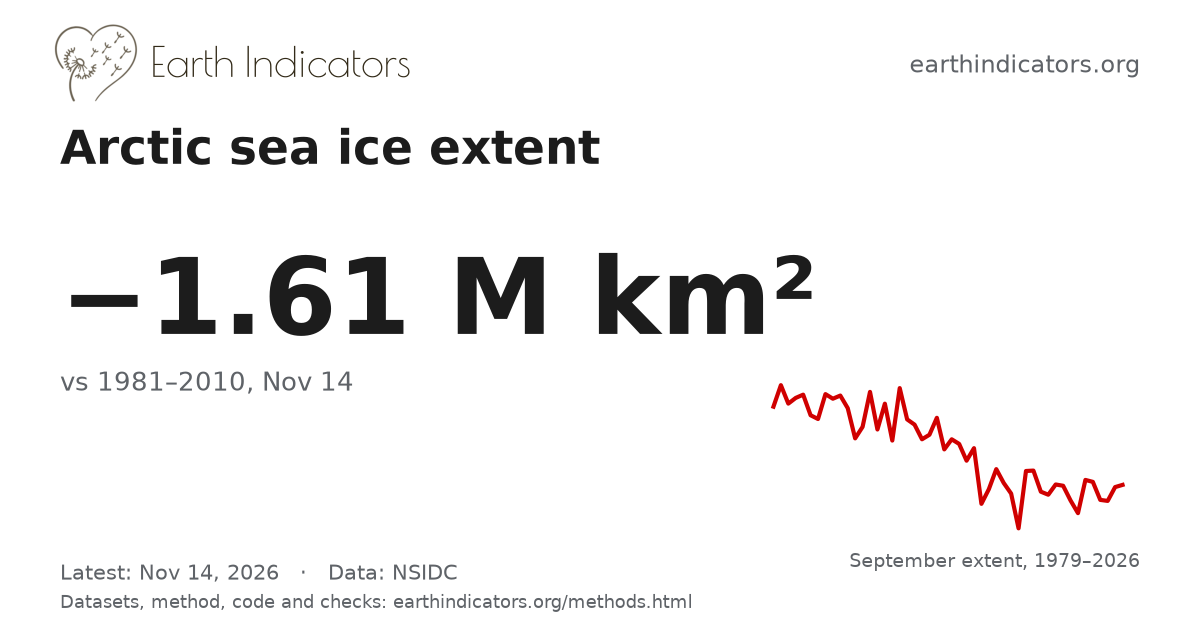 Earth Indicators
earthindicators.org
Arctic sea ice extent
−1.61 M km²
vs 1981–2010, Nov 14
September extent, 1979–2026
Latest: Nov 14, 2026 · Data: NSIDC
Datasets, method, code and checks: earthindicators.org/methods.html